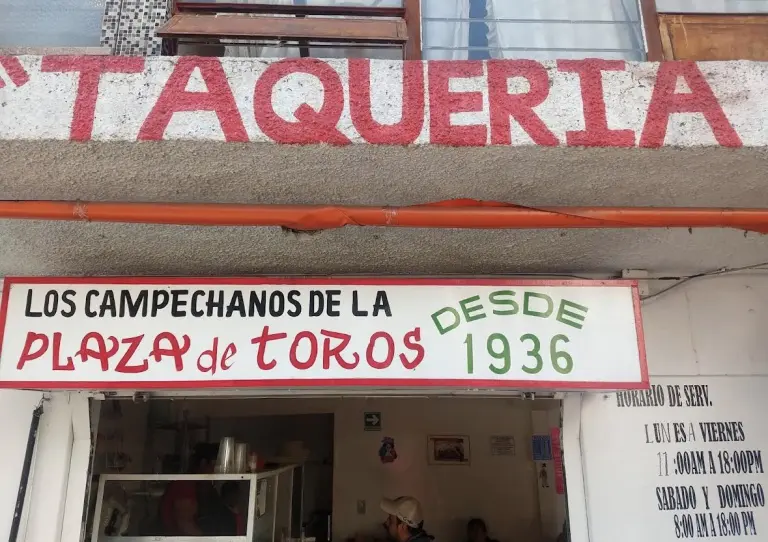 "TAQUERIA
LOS CAMPECHANOS DE LA
PLAZA de TOROS
DESDE
1936
HORARIO DE SERV.
LUNES A VIERNES
11:00AM A 18:00PM
SABADO Y DOMINGO
8:00 AM A 18:00 PM